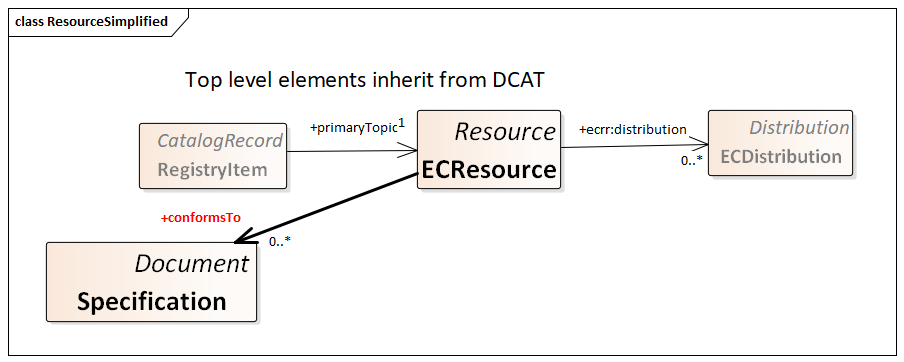 class ResourceSimplified
Top level elements inherit from DCAT
CatalogRecord
RegistryItem
+primaryTopic 1
Resource
ECResource
+ecrr:distribution
0..*
Distribution
ECDistribution
+conformsTo
0..*
Document
Specification